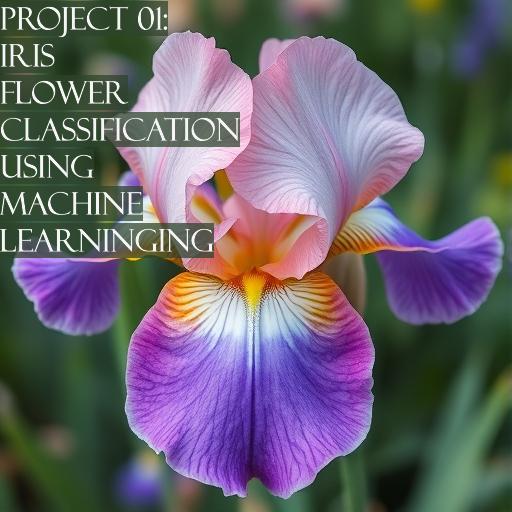 PROJECT 01:
IRIS
FLOWER
CLASSIFICATION
USING
MACHINE
LEARNINGING